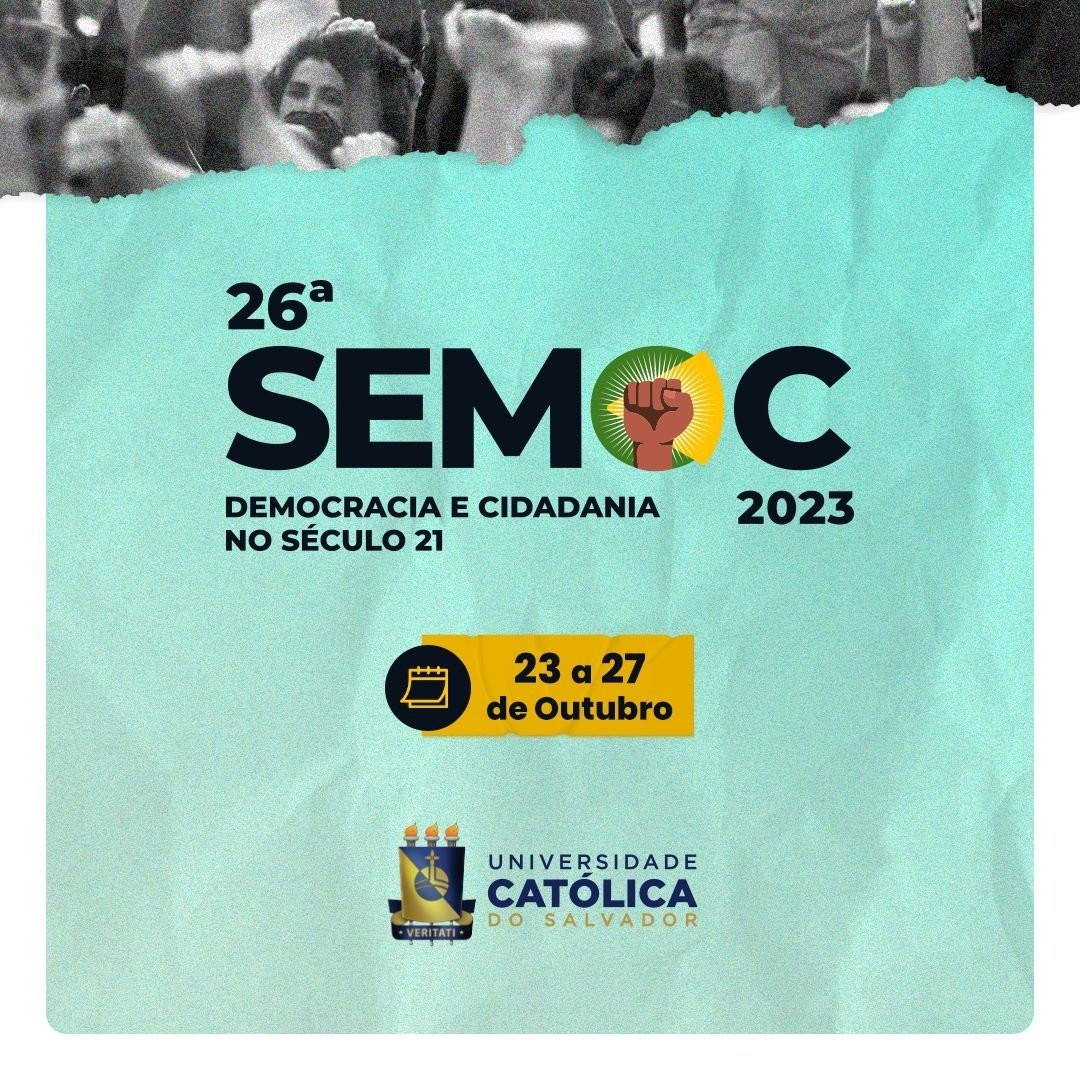 26ª
SEMOC
DEMOCRACIA E CIDADANIA
NO SÉCULO 21
2023
23 a 27
de Outubro
UNIVERSIDADE
CATÓLICA
DO SALVADOR
VERITATI